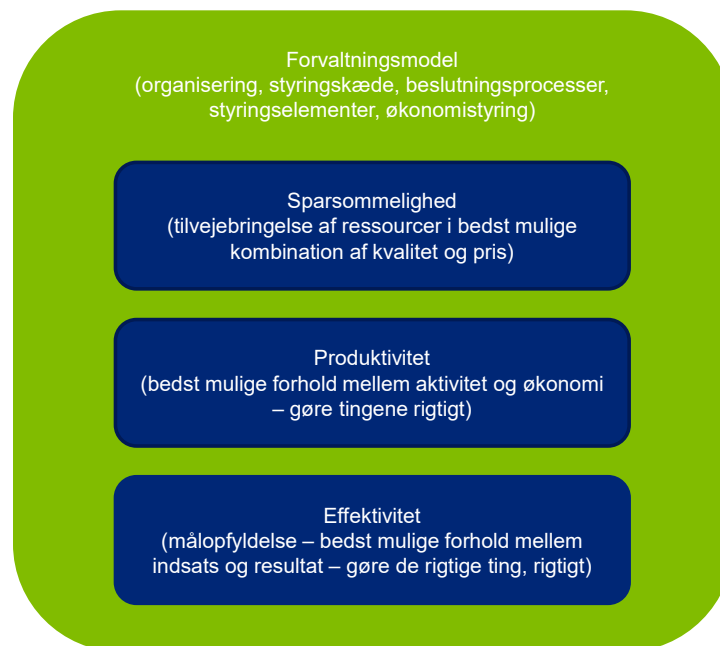 Forvaltningsmodel
(organisering, styringskæde, beslutningsprocesser,
styringselementer, økonomistyring)
Sparsommelighed
(tilvejebringelse af ressourcer i bedst mulige
kombination af kvalitet og pris)
Produktivitet
(bedst mulige forhold mellem aktivitet og økonomi
– gøre tingene rigtigt)
Effektivitet
(målopfyldelse – bedst mulige forhold mellem
indsats og resultat – gøre de rigtige ting, rigtigt)